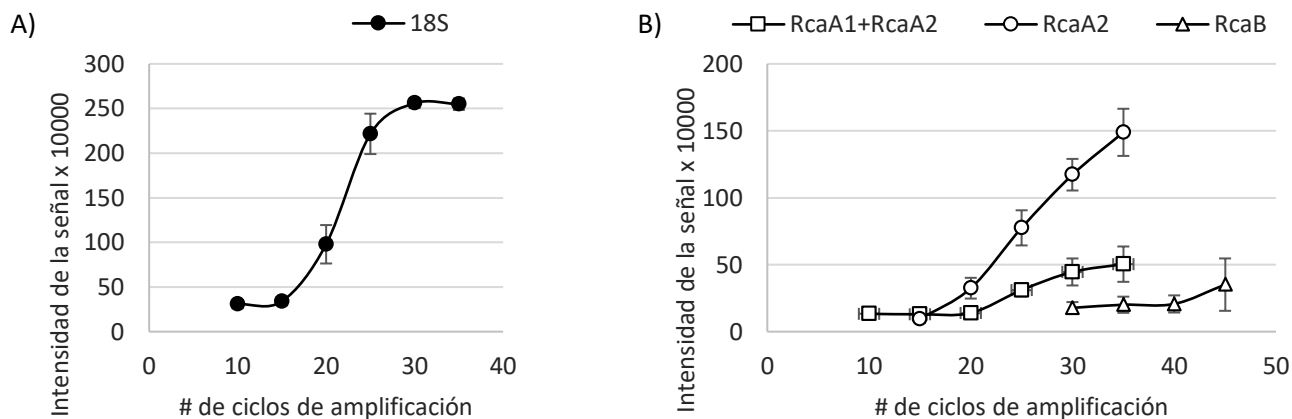 A)
18S
Intensidad de la señal x 10000
300
250
200
150
100
50
0
0 10 20 30 40
# de ciclos de amplificación
B)
RcaA1+RcaA2 RcaA2 RcaB
Intensidad de la señal x 10000
200
150
100
50
0
0 10 20 30 40 50
# de ciclos de amplificación